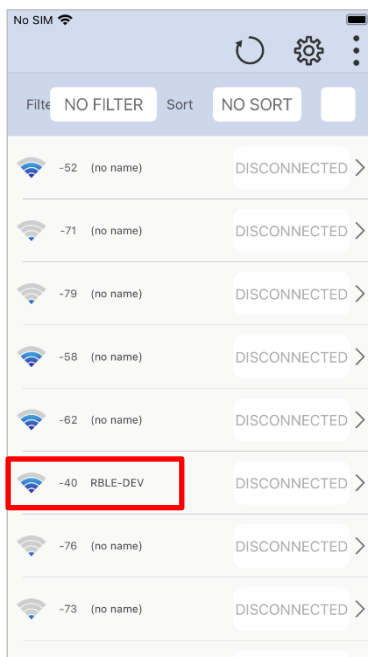 No SIM
Filte NO FILTER Sort NO SORT
-52 (no name) DISCONNECTED
-71 (no name) DISCONNECTED
-79 (no name) DISCONNECTED
-58 (no name) DISCONNECTED
-62 (no name) DISCONNECTED
-40 RBLE-DEV DISCONNECTED
-76 (no name) DISCONNECTED
-73 (no name) DISCONNECTED